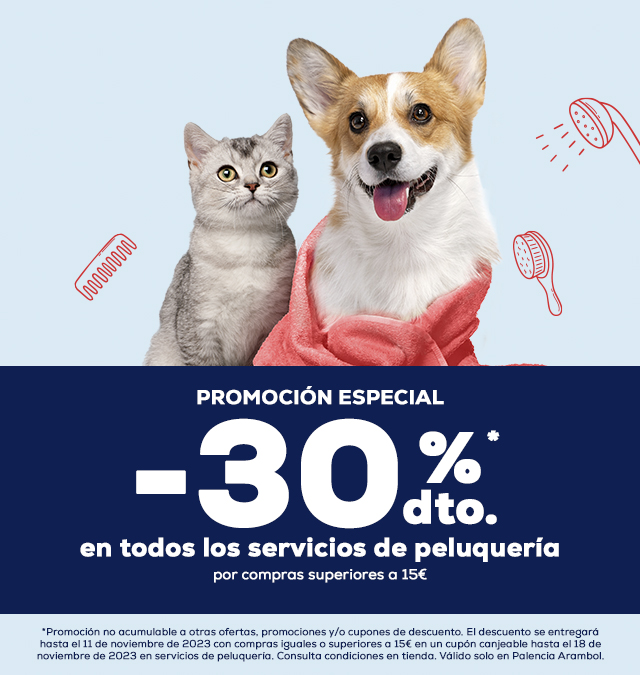 PROMOCIÓN ESPECIAL
-30%*
dto.
en todos los servicios de peluquería
por compras superiores a 15€
*Promoción no acumulable a otras ofertas, promociones y/o cupones de descuento. El descuento se entregará
hasta el 11 de noviembre de 2023 con compras iguales o superiores a 15€ en un cupón canjeable hasta el 18 de
noviembre de 2023 en servicios de peluquería. Consulta condiciones en tienda. Válido solo en Palencia Arambol.